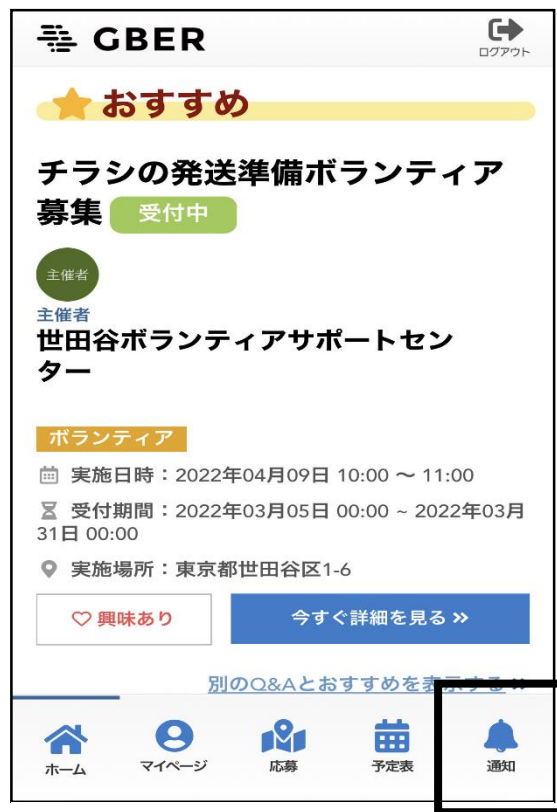 GBER
ログアウト
おすすめ
チラシの発送準備ボランティア
募集 受付中
主催者
主催者
世田谷ボランティアサポートセン
ター
ボランティア
実施日時：2022年04月09日 10:00 〜 11:00
受付期間：2022年03月05日 00:00 ~ 2022年03月
31日 00:00
実施場所：東京都世田谷区1-6
興味あり 今すぐ詳細を見る »
別のQ&Aとおすすめを表示する »
ホーム マイページ 応募 予定表 通知